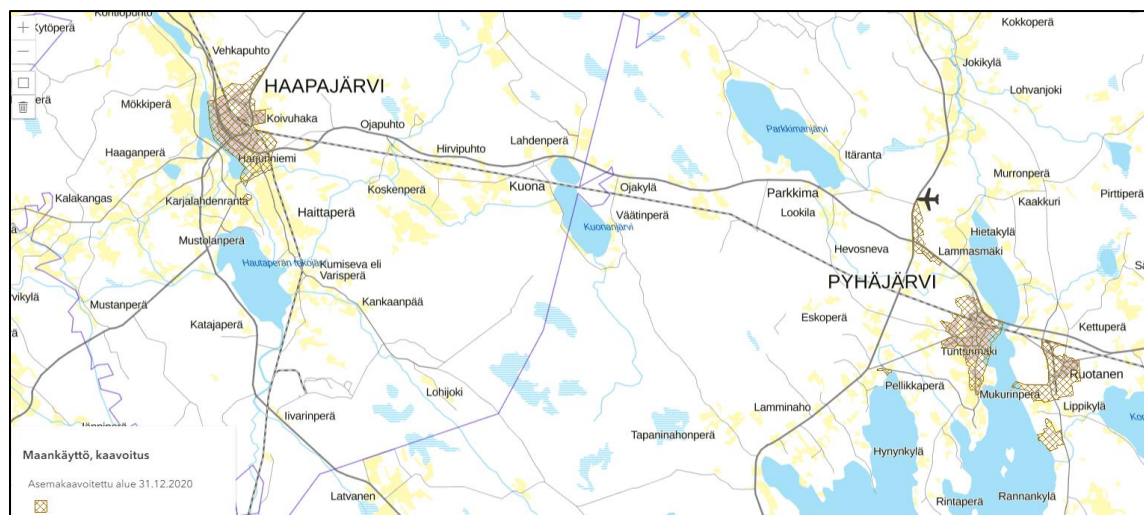 Kontiopuhto
Kytöperä
Kokkoperä
Vehkapuhto
Jokikylä
HAAPAJÄRVI
Lohvanjoki
Mökkiperä
Koivuhaka
Ojapuhto
Parkkimanjärvi
Lahdenperä
Hirvipuhto
Haaganperä
Harjunniemi
Itäranta
Murronperä
Koskenperä
Kuona
Ojakylä
Parkkima
Pirttiperä
Kalakangas
Karjalahdenranta
Kaakkuri
Haittaperä
Väätinperä
Lookila
Kuonanjärvi
Hietakylä
Mustolanperä
Hevosneva
Lammasmäki
Hautaperän tekojärvi
Kumiseva eli
Varisperä
PYHÄJÄRVI
Mustanperä
Kankaanpää
Katajaperä
Eskoperä
Kettuperä
Tuntuimäki
Ruotanen
Pellikkaperä
Lohijoki
Mukurinperä
Lippikylä
Iivarinperä
Lamminaho
Tapaninahonperä
Hynynkylä
Maankäyttö, kaavoitus
Asemakaavoitettu alue 31.12.2020
Latvanen
Rintaperä
Rannankylä